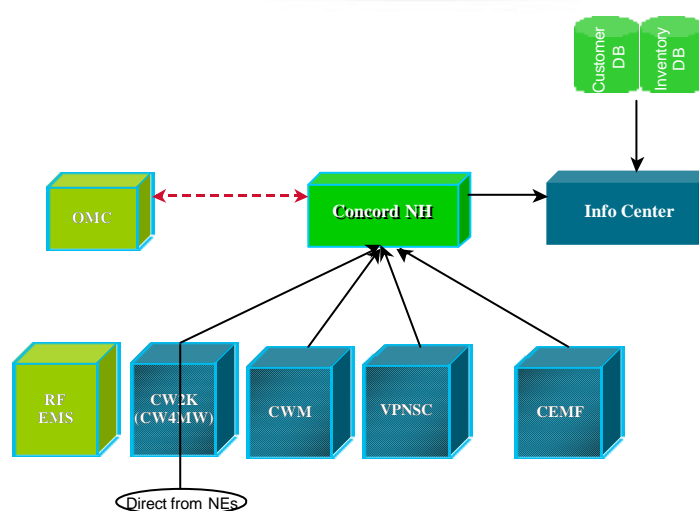 Customer
DB
Inventory
DB
OMC
Concord NH
Info Center
RF
EMS
CW2K
(CW4MW)
CWM
VPNSC
CEMF
Direct from NEs